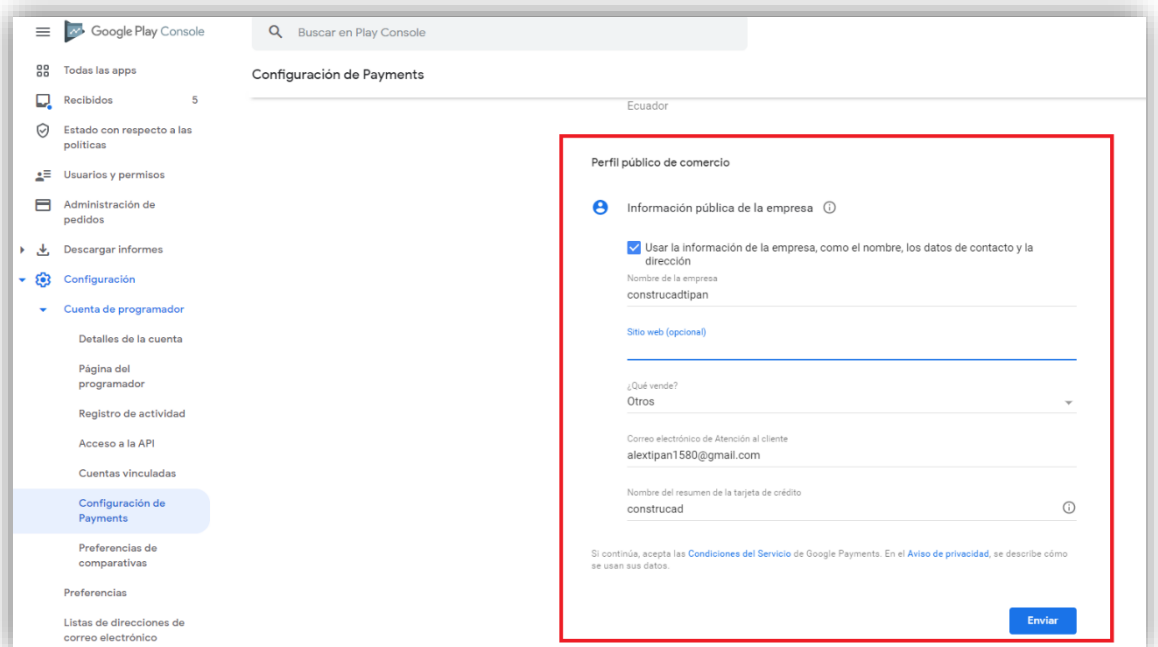 Google Play Console
Buscar en Play Console
Todas las apps
Configuración de Payments
Recibidos 5
Ecuador
Estado con respecto a las
políticas
Usuarios y permisos
Administración de
pedidos
Descargar informes
Configuración
Cuenta de programador
Detalles de la cuenta
Página del
programador
Registro de actividad
Acceso a la API
Cuentas vinculadas
Configuración de
Payments
Preferencias de
comparativas
Preferencias
Listas de direcciones de
correo electrónico
Perfil público de comercio
Información pública de la empresa
Usar la información de la empresa, como el nombre, los datos de contacto y la
dirección
Nombre de la empresa
construcadtipan
Sitio web (opcional)
¿Qué vende?
Otros
Correo electrónico de Atención al cliente
alextipan1580@gmail.com
Nombre del resumen de la tarjeta de crédito
construcad
Si continúa, acepta las Condiciones del Servicio de Google Payments. En el Aviso de privacidad, se describe cómo
se usan sus datos.
Enviar